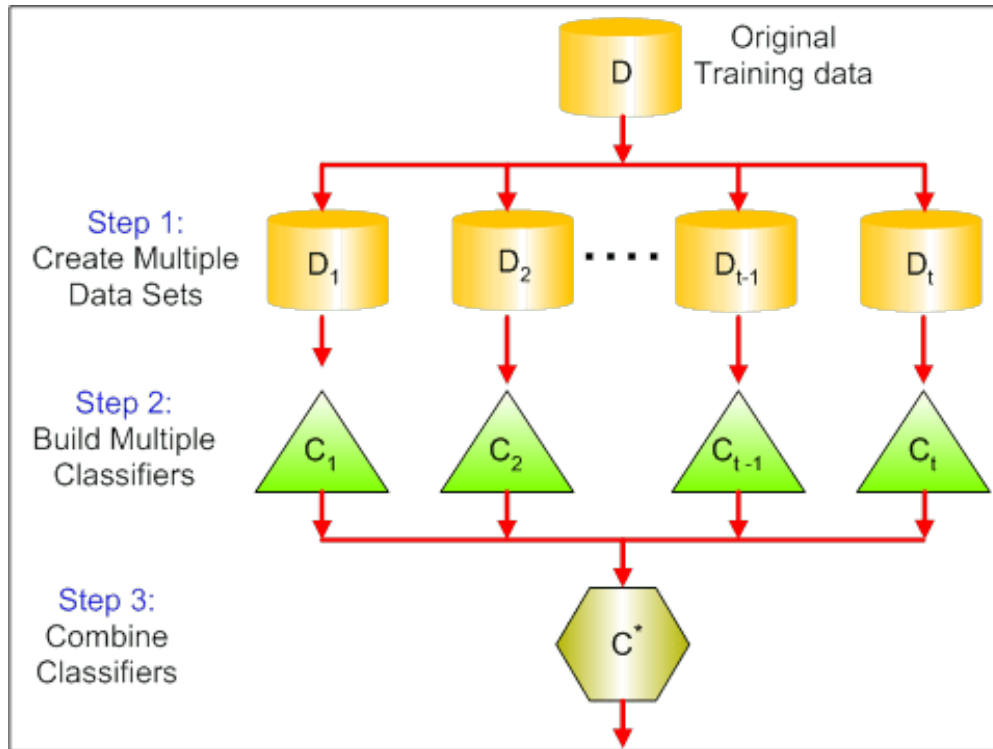 D
Original
Training data
Step 1:
Create Multiple
Data Sets
D₁
D₂
....
Dₜ₋₁
Dₜ
Step 2:
Build Multiple
Classifiers
C₁
C₂
Cₜ₋₁
Cₜ
Step 3:
Combine
Classifiers
C*